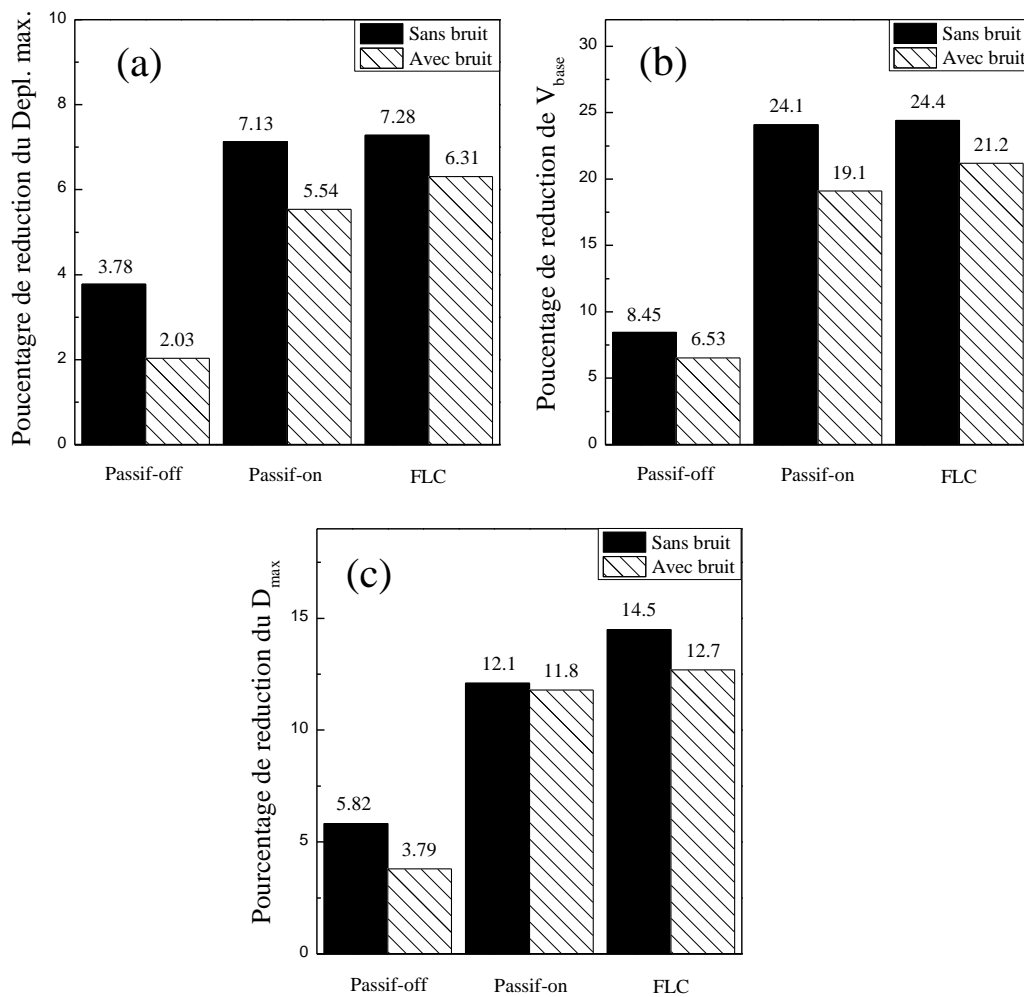 Poucentagre de reduction du Depl. max.
10
8
6
4
2
0
(a)
Sans bruit
Avec bruit
3.78
2.03
7.13
5.54
7.28
6.31
Passif-off
Passif-on
FLC
Poucentage de reduction de V_base
30
25
20
15
10
5
0
(b)
Sans bruit
Avec bruit
8.45
6.53
24.1
19.1
24.4
21.2
Passif-off
Passif-on
FLC
Pourcentage de reduction du D_max
15
10
5
0
(c)
Sans bruit
Avec bruit
5.82
3.79
12.1
11.8
14.5
12.7
Passif-off
Passif-on
FLC